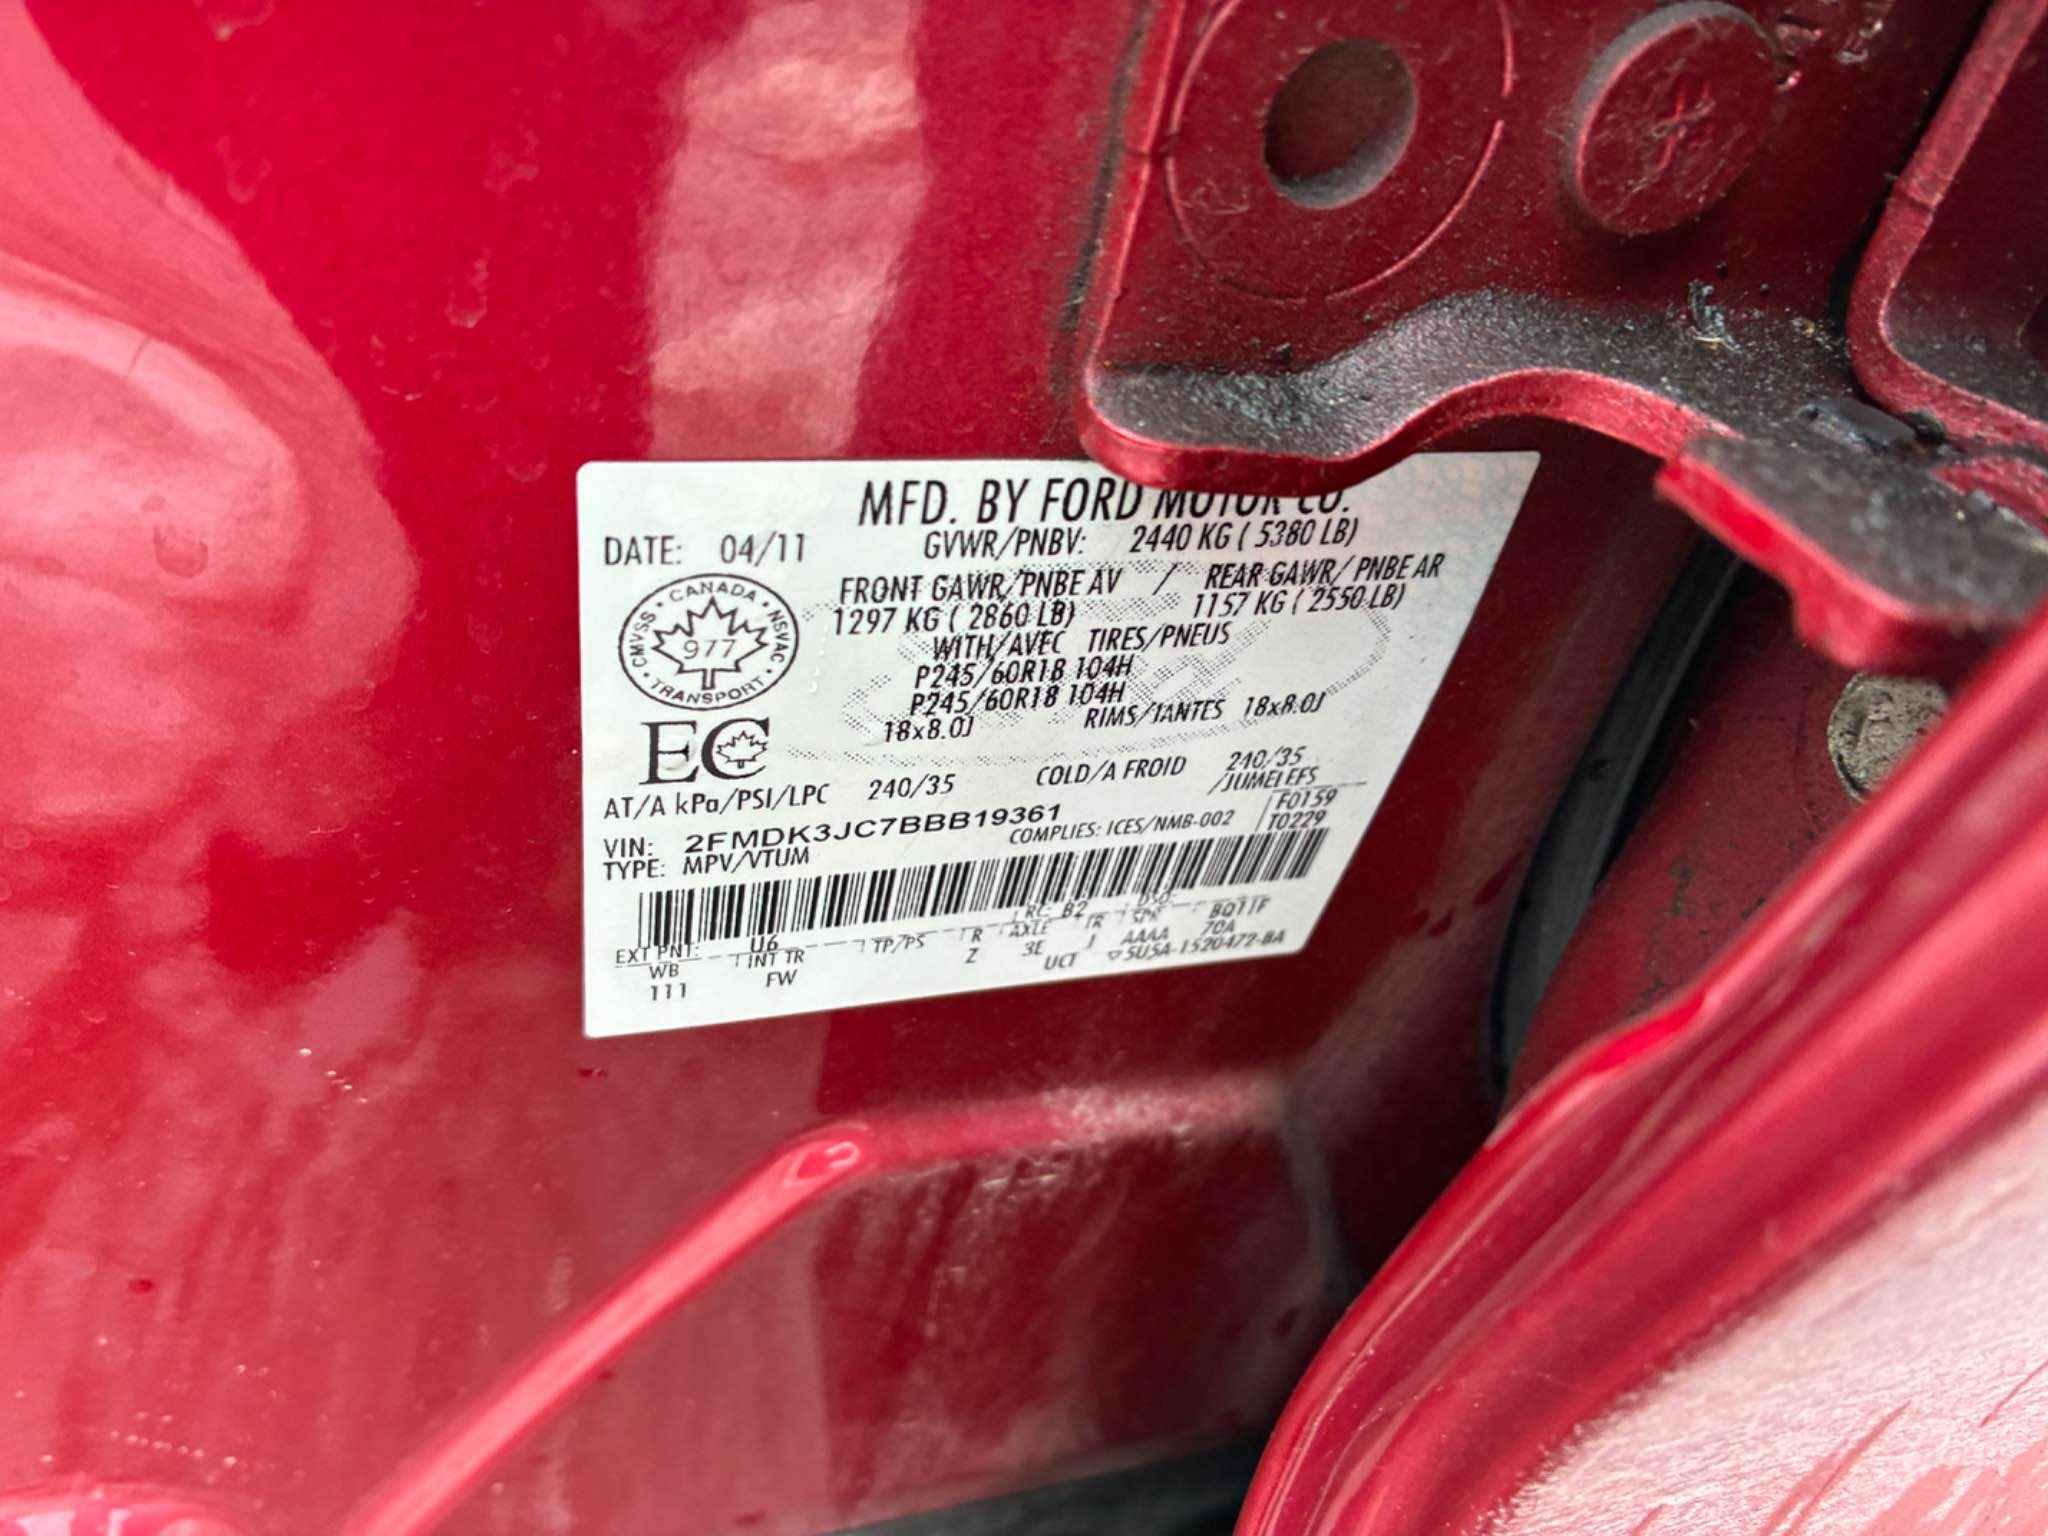 MFD. BY FORD MOTOR CO.
DATE: 04/11
GVWR/PNBV: 2440 KG ( 5380 LB)
FRONT GAWR/PNBE AV / REAR GAWR/ PNBE AR
1297 KG ( 2860 LB) 1157 KG ( 2550 LB)
WITH/AVEC TIRES/PNEUS
P245/60R18 104H
P245/60R18 104H
18x8.0J RIMS/JANTES 18x8.0J
CANADA
CMVSS
NSVAC
977
TRANSPORT
EC
AT/A kPa/PSI/LPC 240/35 COLD/A FROID 240/35
/JUMELEES
VIN: 2FMDK3JC7BBB19361
COMPLIES: ICES/NMB-002
F0159
T0229
TYPE: MPV/VTUM
EXT PNT: U6 RC: B2 DSO:
WB INT TR TP/PS R AXLE TR SPR BQ11F
111 FW Z 3E J AAAA 70A
UCT 5U5A-1520472-BA